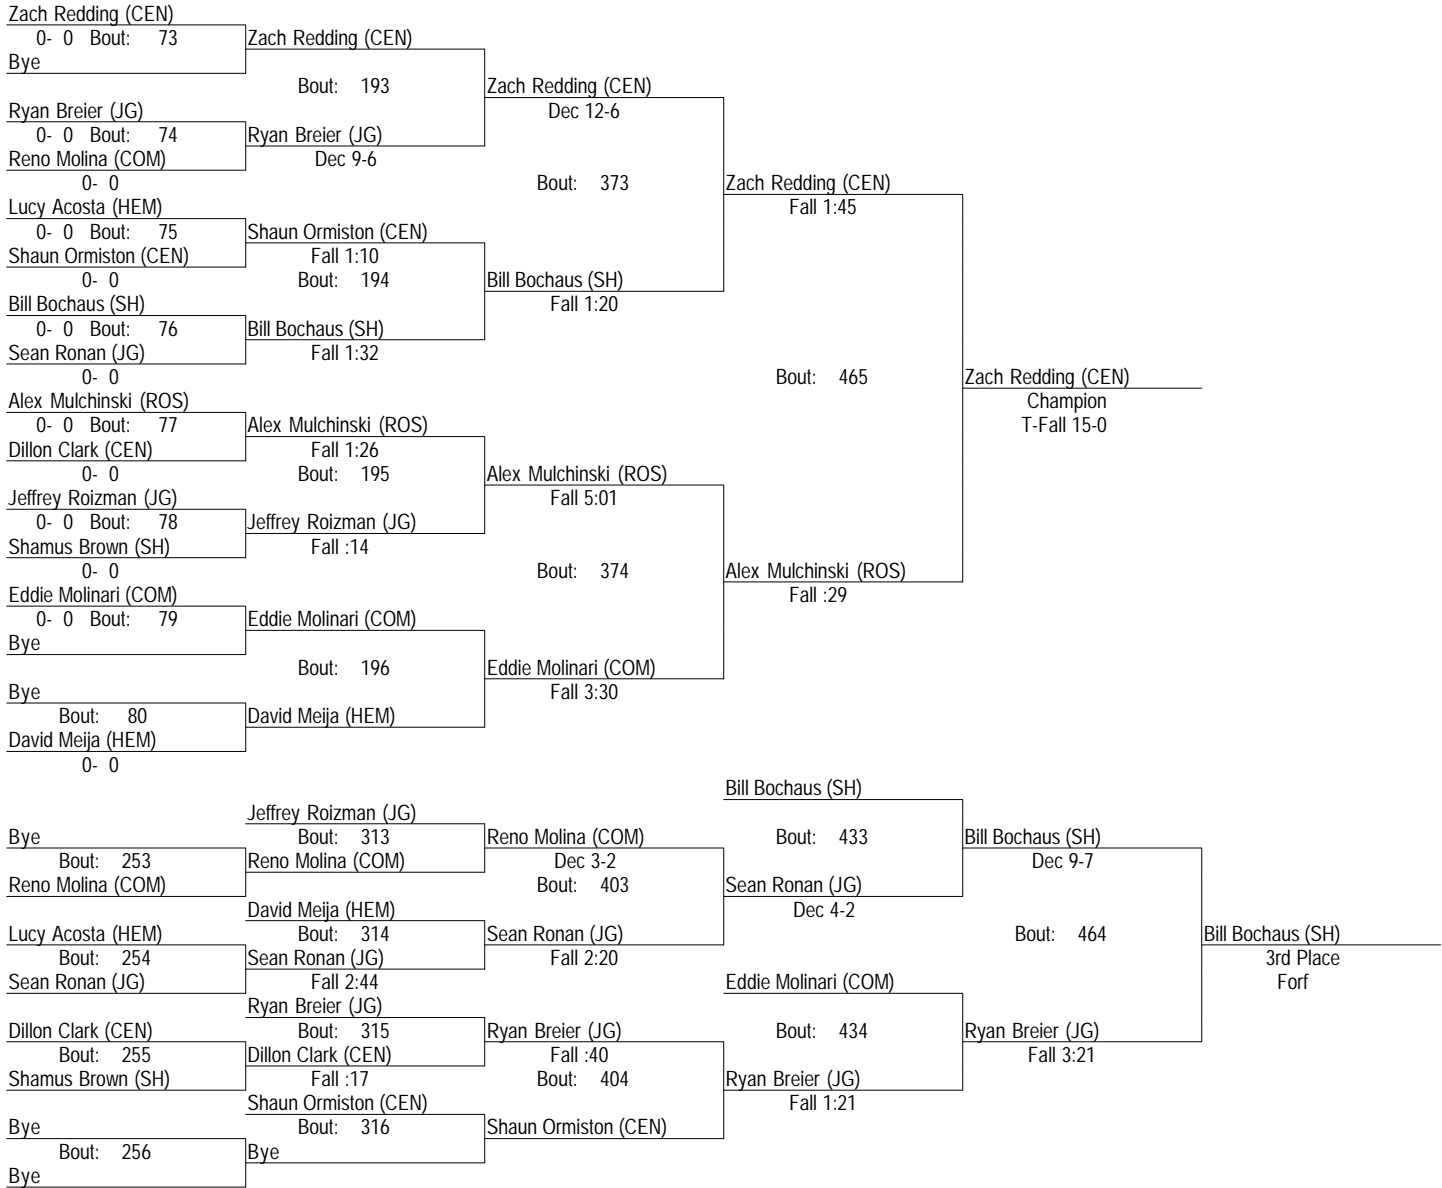 Zach Redding (CEN)
0- 0 Bout: 73 Zach Redding (CEN)
Bye
Bout: 193 Zach Redding (CEN)
Ryan Breier (JG) Dec 12-6
0- 0 Bout: 74 Ryan Breier (JG)
Reno Molina (COM) Dec 9-6
0- 0 Bout: 373 Zach Redding (CEN)
Lucy Acosta (HEM) Fall 1:45
0- 0 Bout: 75 Shaun Ormiston (CEN)
Shaun Ormiston (CEN) Fall 1:10
0- 0 Bout: 194 Bill Bochaus (SH)
Bill Bochaus (SH) Fall 1:20
0- 0 Bout: 76 Bill Bochaus (SH)
Sean Ronan (JG) Fall 1:32
0- 0 Bout: 465 Zach Redding (CEN)
Alex Mulchinski (ROS) Champion
0- 0 Bout: 77 Alex Mulchinski (ROS) T-Fall 15-0
Dillon Clark (CEN) Fall 1:26
0- 0 Bout: 195 Alex Mulchinski (ROS)
Jeffrey Roizman (JG) Fall 5:01
0- 0 Bout: 78 Jeffrey Roizman (JG)
Shamus Brown (SH) Fall :14
0- 0 Bout: 374 Alex Mulchinski (ROS)
Eddie Molinari (COM) Fall :29
0- 0 Bout: 79 Eddie Molinari (COM)
Bye
Bout: 196 Eddie Molinari (COM)
Bye Fall 3:30
Bout: 80 David Meija (HEM)
David Meija (HEM)
0- 0
Bill Bochaus (SH)
Jeffrey Roizman (JG)
Bye Bout: 313 Reno Molina (COM) Bout: 433 Bill Bochaus (SH)
Bout: 253 Reno Molina (COM) Dec 3-2 Dec 9-7
Reno Molina (COM) Bout: 403 Sean Ronan (JG)
David Meija (HEM) Dec 4-2
Lucy Acosta (HEM) Bout: 314 Sean Ronan (JG) Bout: 464 Bill Bochaus (SH)
Bout: 254 Sean Ronan (JG) Fall 2:20 3rd Place
Sean Ronan (JG) Fall 2:44 Eddie Molinari (COM) Forf
Ryan Breier (JG)
Dillon Clark (CEN) Bout: 315 Ryan Breier (JG) Bout: 434 Ryan Breier (JG)
Bout: 255 Dillon Clark (CEN) Fall :40 Fall 3:21
Shamus Brown (SH) Fall :17 Bout: 404 Ryan Breier (JG)
Shaun Ormiston (CEN) Fall 1:21
Bye Bout: 316 Shaun Ormiston (CEN)
Bout: 256 Bye
Bye